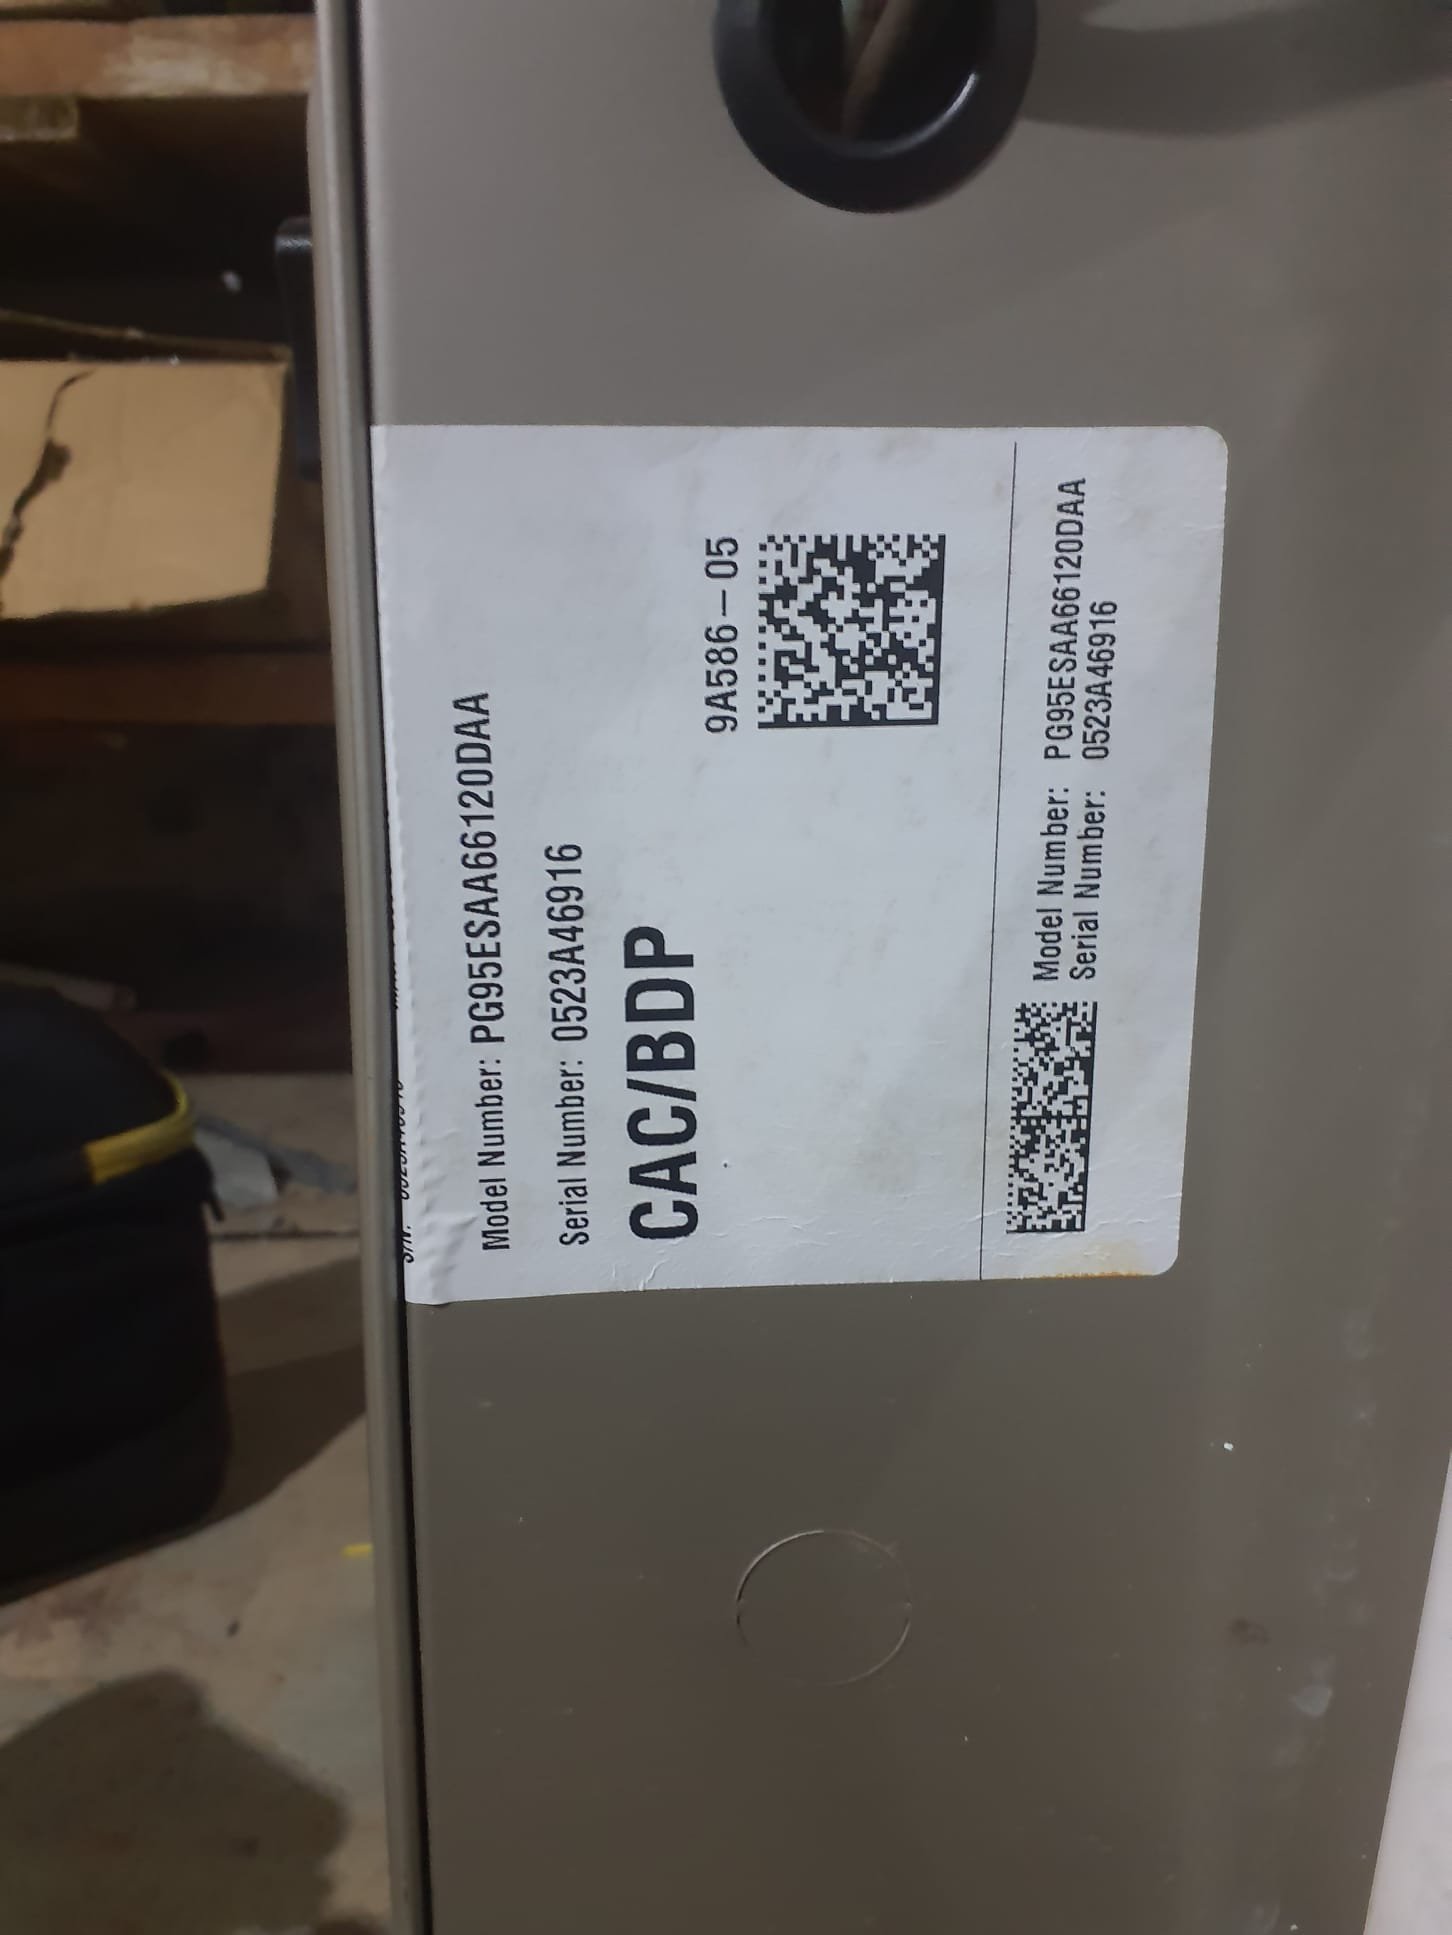 Model Number: PG95ESAA66120DAA
Serial Number: 0523A46916
CAC/BDP
9A586-05
Model Number: PG95ESAA66120DAA
Serial Number: 0523A46916